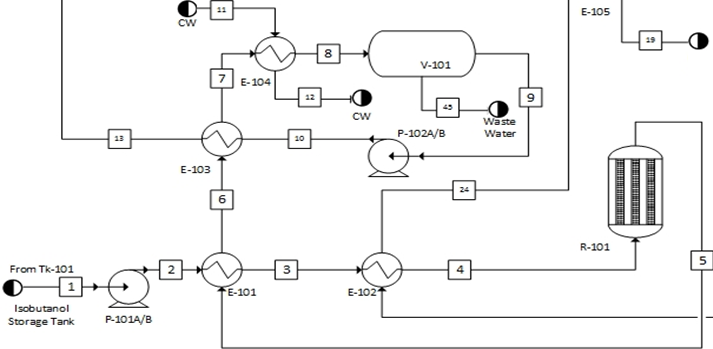 11
CW
E-105
19
8
V-101
7
E-104
12
CW
45
Waste
Water
9
P-102A/B
13
10
E-103
24
6
R-101
5
From Tk-101
1
2
3
4
E-101
E-102
Isobutanol
Storage Tank
P-101A/B